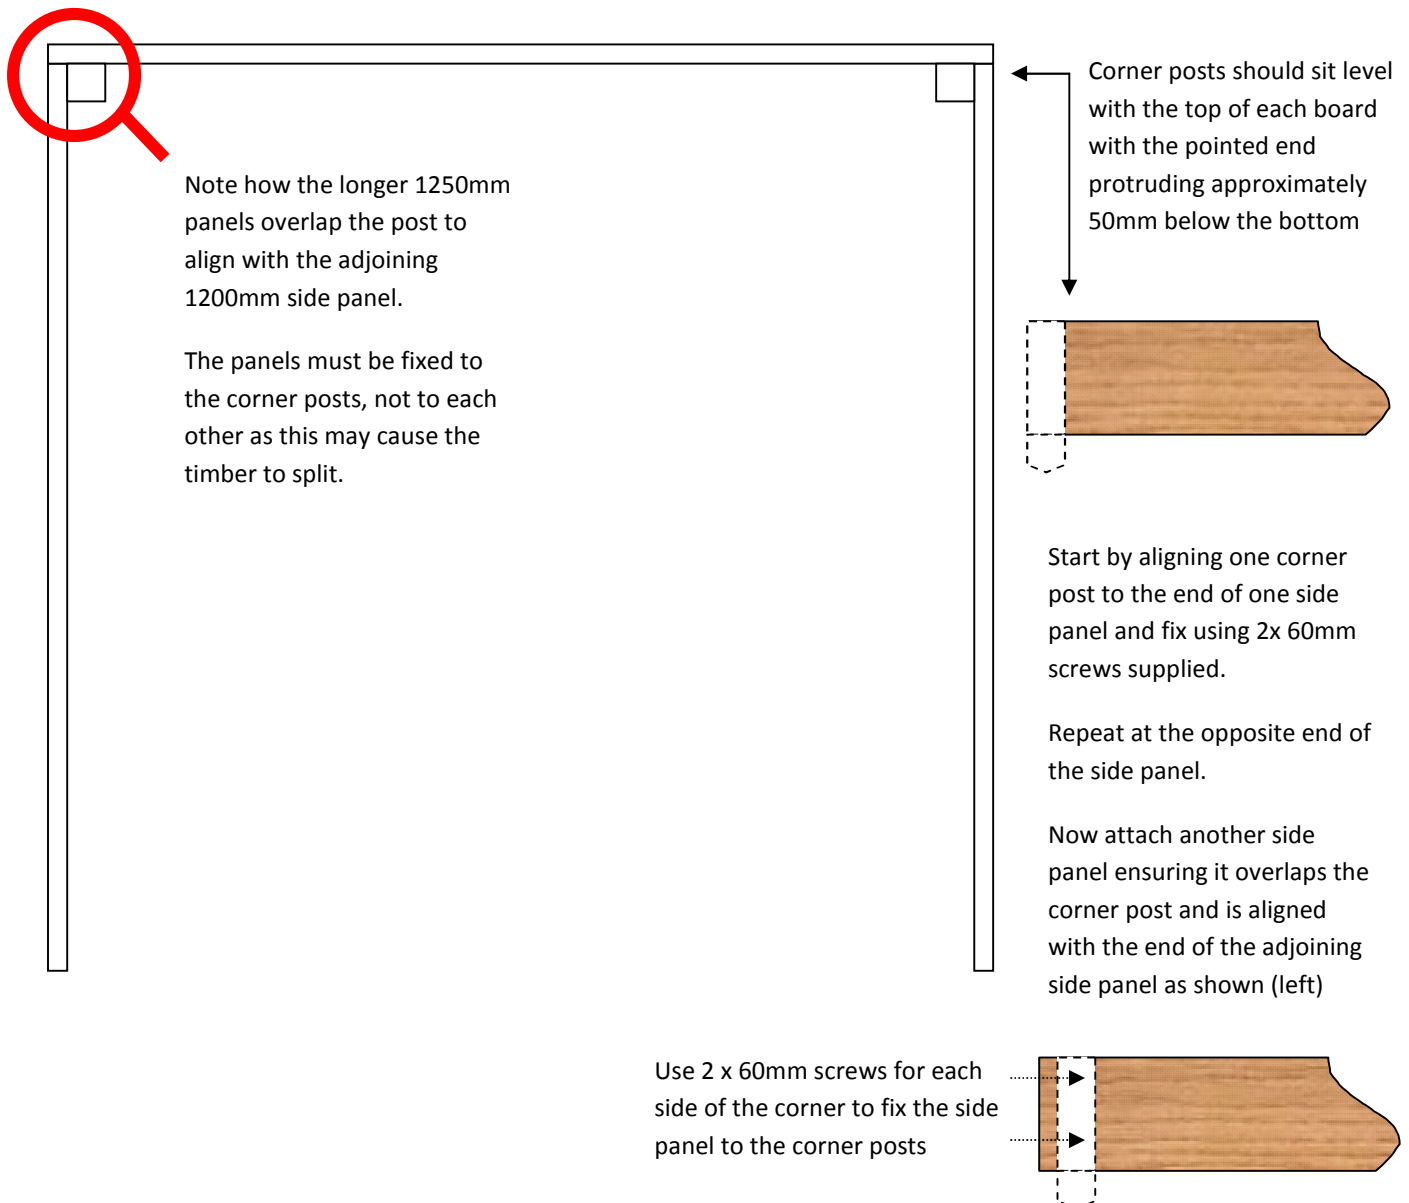 Corner posts should sit level
with the top of each board
with the pointed end
protruding approximately
50mm below the bottom
Note how the longer 1250mm
panels overlap the post to
align with the adjoining
1200mm side panel.
The panels must be fixed to
the corner posts, not to each
other as this may cause the
timber to split.
Start by aligning one corner
post to the end of one side
panel and fix using 2x 60mm
screws supplied.
Repeat at the opposite end of
the side panel.
Now attach another side
panel ensuring it overlaps the
corner post and is aligned
with the end of the adjoining
side panel as shown (left)
Use 2 x 60mm screws for each
side of the corner to fix the side
panel to the corner posts